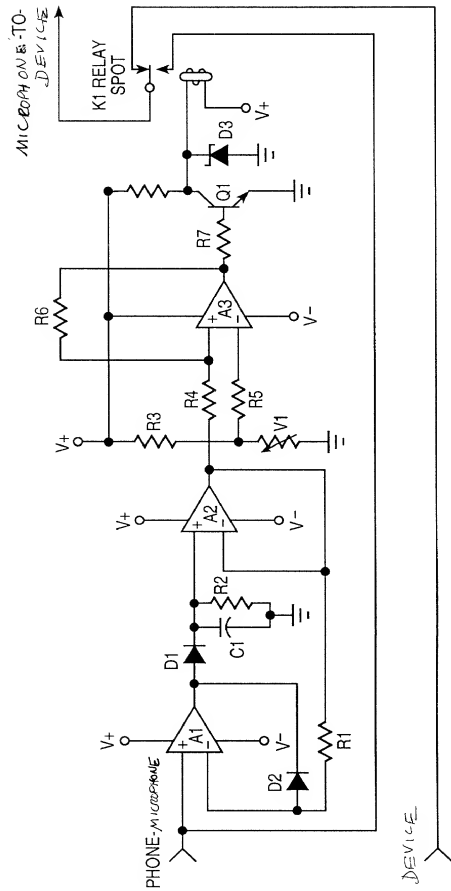 MICROPHONE-TO-
DEVICE
K1 RELAY
SPOT
V+
D3
Q1
R7
R6
A3
+
−
V−
R4
R5
V+
R3
V1
V+
A2
+
−
V−
R2
C1
D1
V+
A1
+
−
V−
D2
R1
PHONE-MICROPHONE
DEVICE